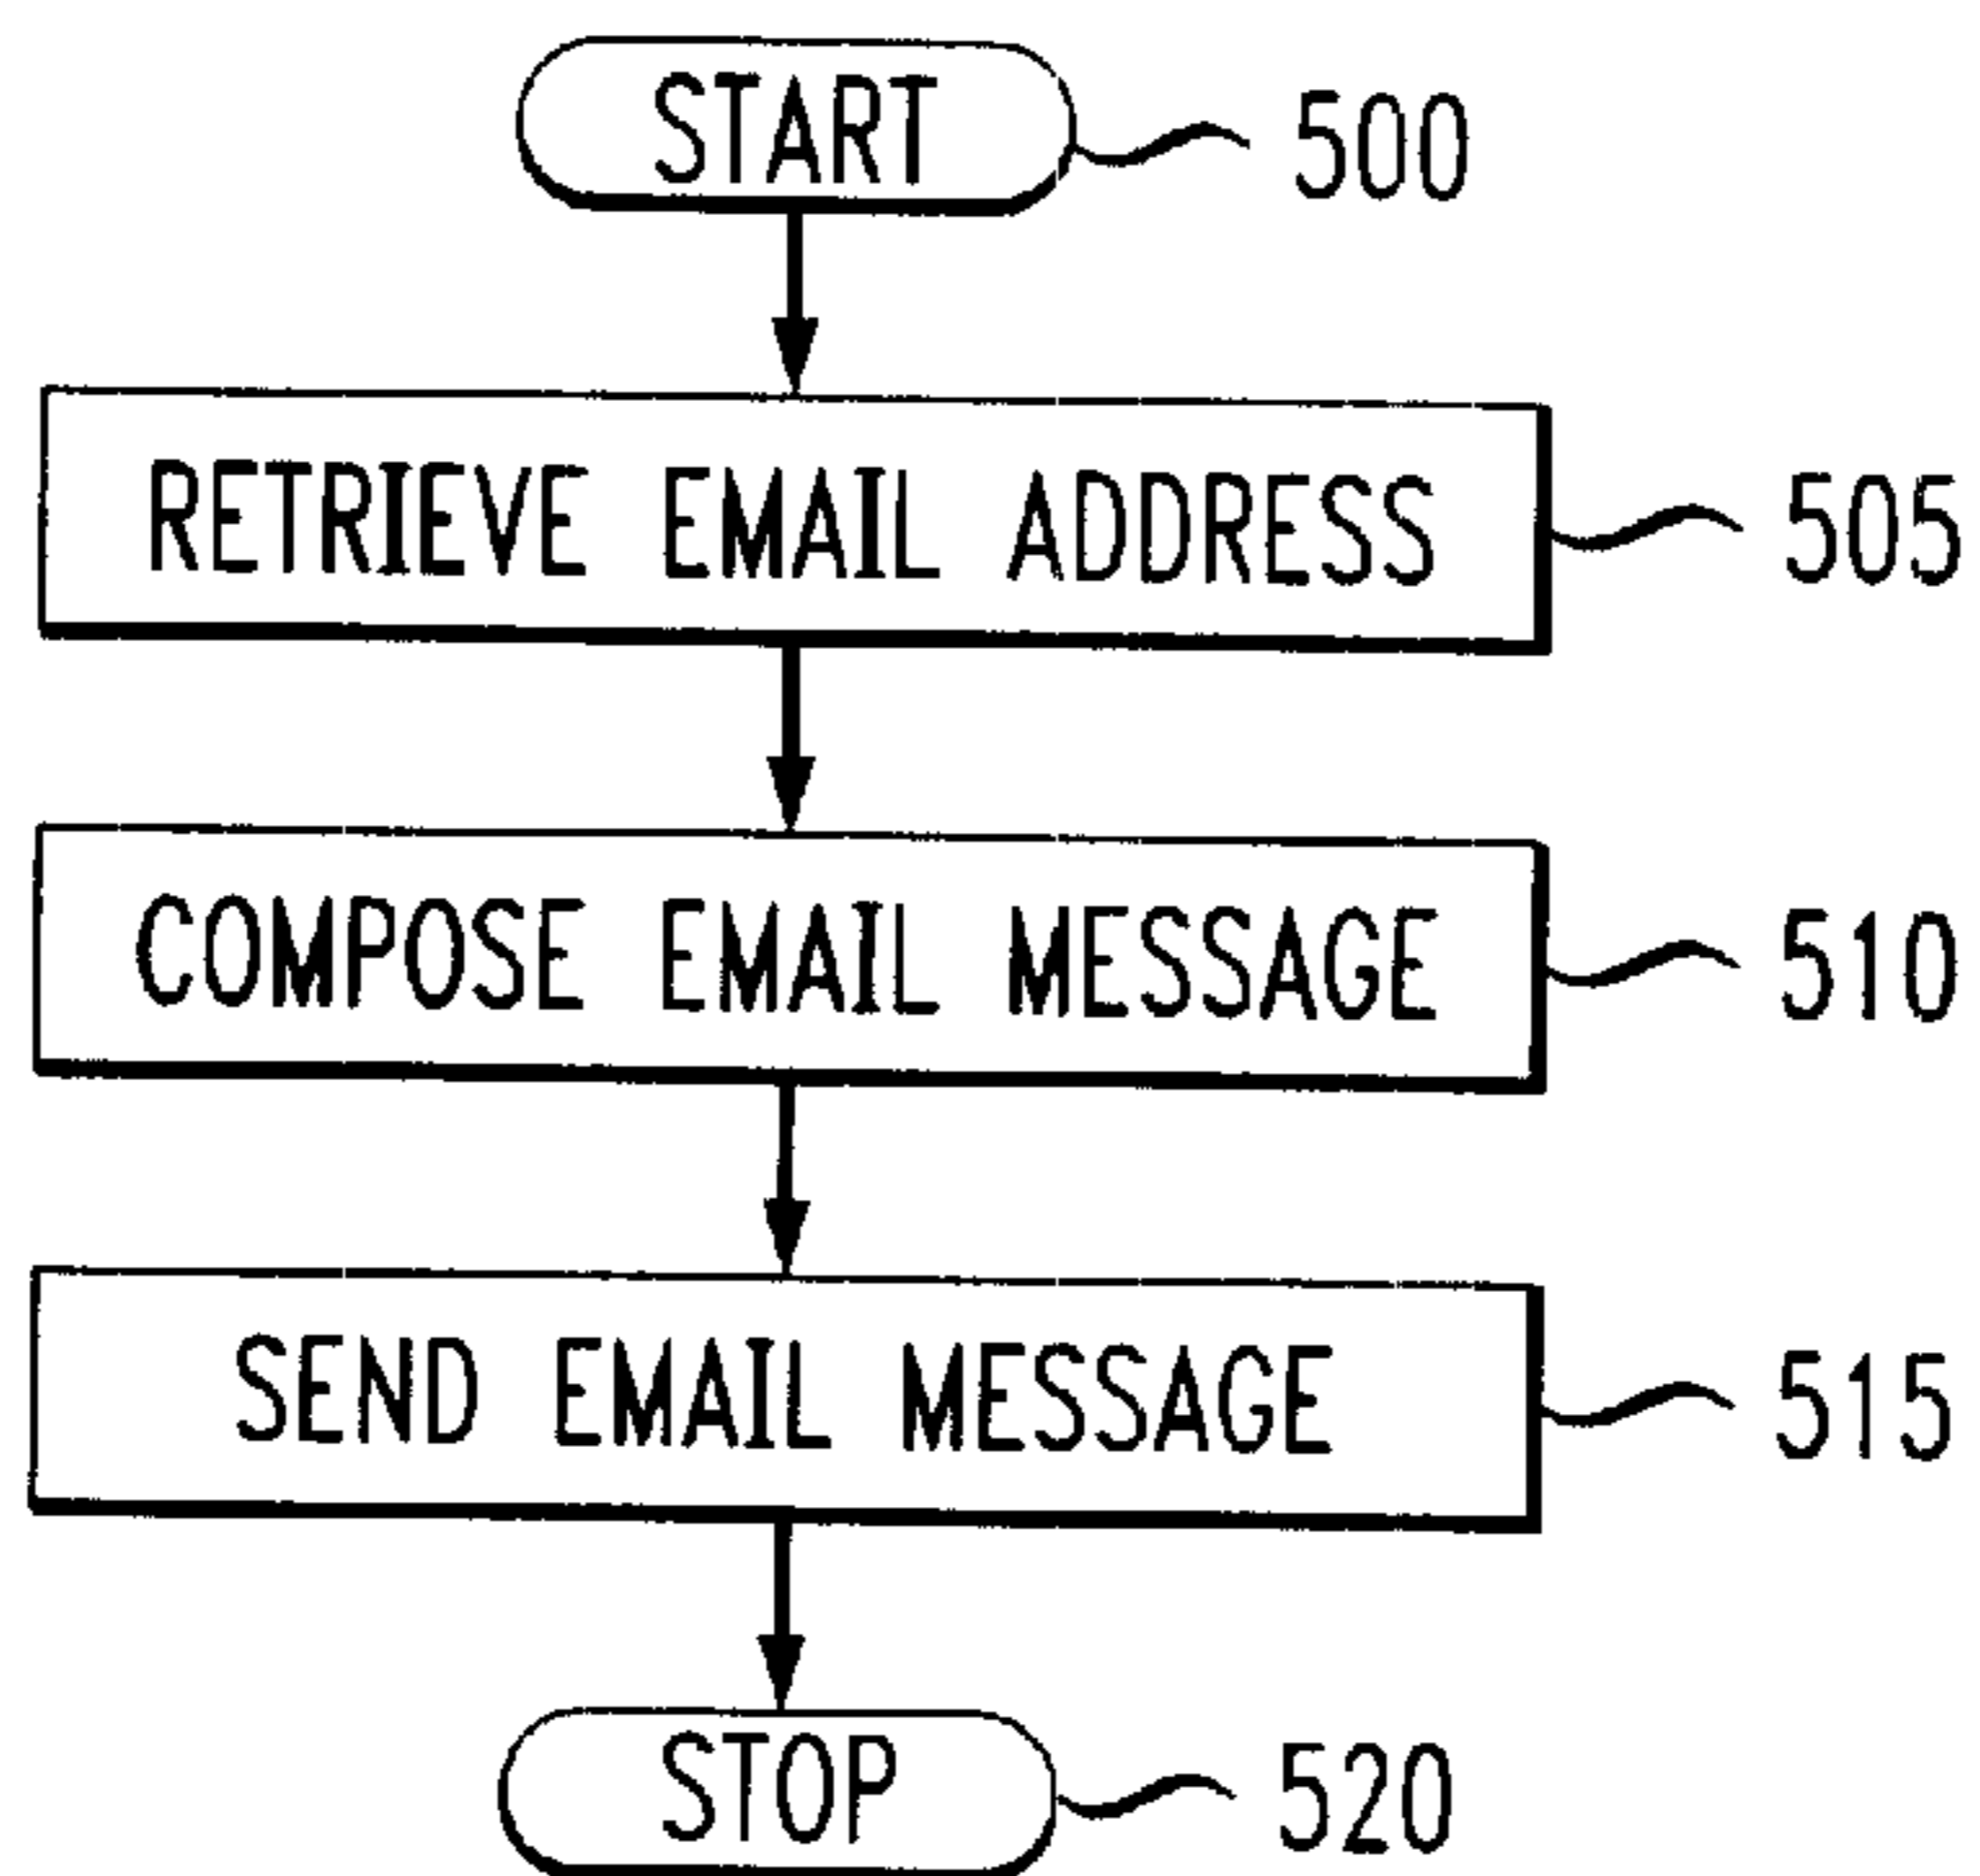 START 500
RETRIEVE EMAIL ADDRESS 505
COMPOSE EMAIL MESSAGE 510
SEND EMAIL MESSAGE 515
STOP 520